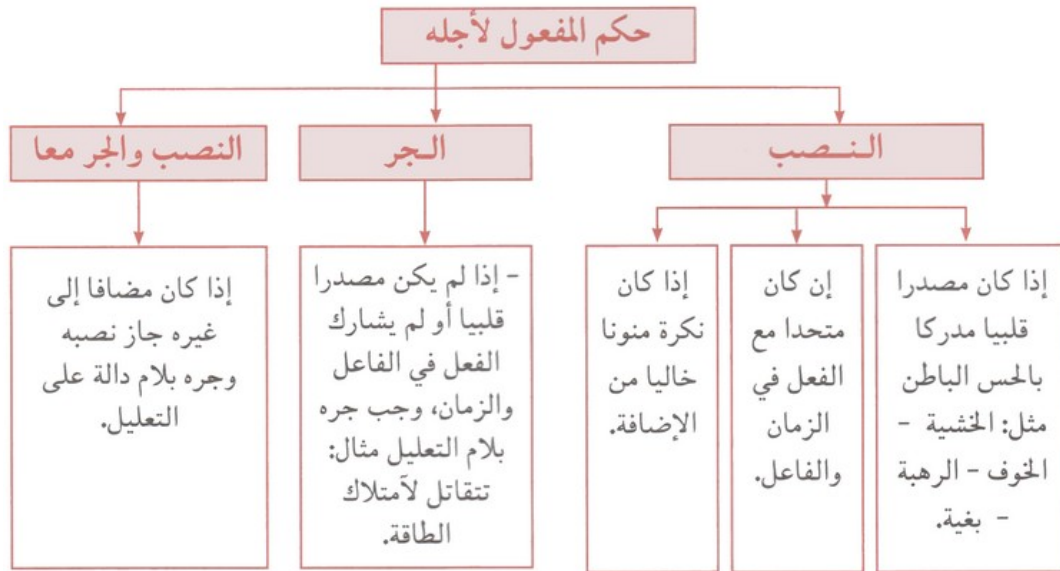 حكم المفعول لأجله
النصب
الجر
النصب والجر معا
إذا كان مصدرا
قلبيا مدركا
بالحس الباطن
مثل: الخشية -
الخوف - الرهبة
- بغية.
إن كان
متحدا مع
الفعل في
الزمان
والفاعل.
إذا كان
نكرة منونا
خاليا من
الإضافة.
- إذا لم يكن مصدرا
قلبيا أو لم يشارك
الفعل في الفاعل
والزمان، وجب جره
بلام التعليل مثال:
تتقاتل لآمتلاك
الطاقة.
إذا كان مضافا إلى
غيره جاز نصبه
وجره بلام دالة على
التعليل.